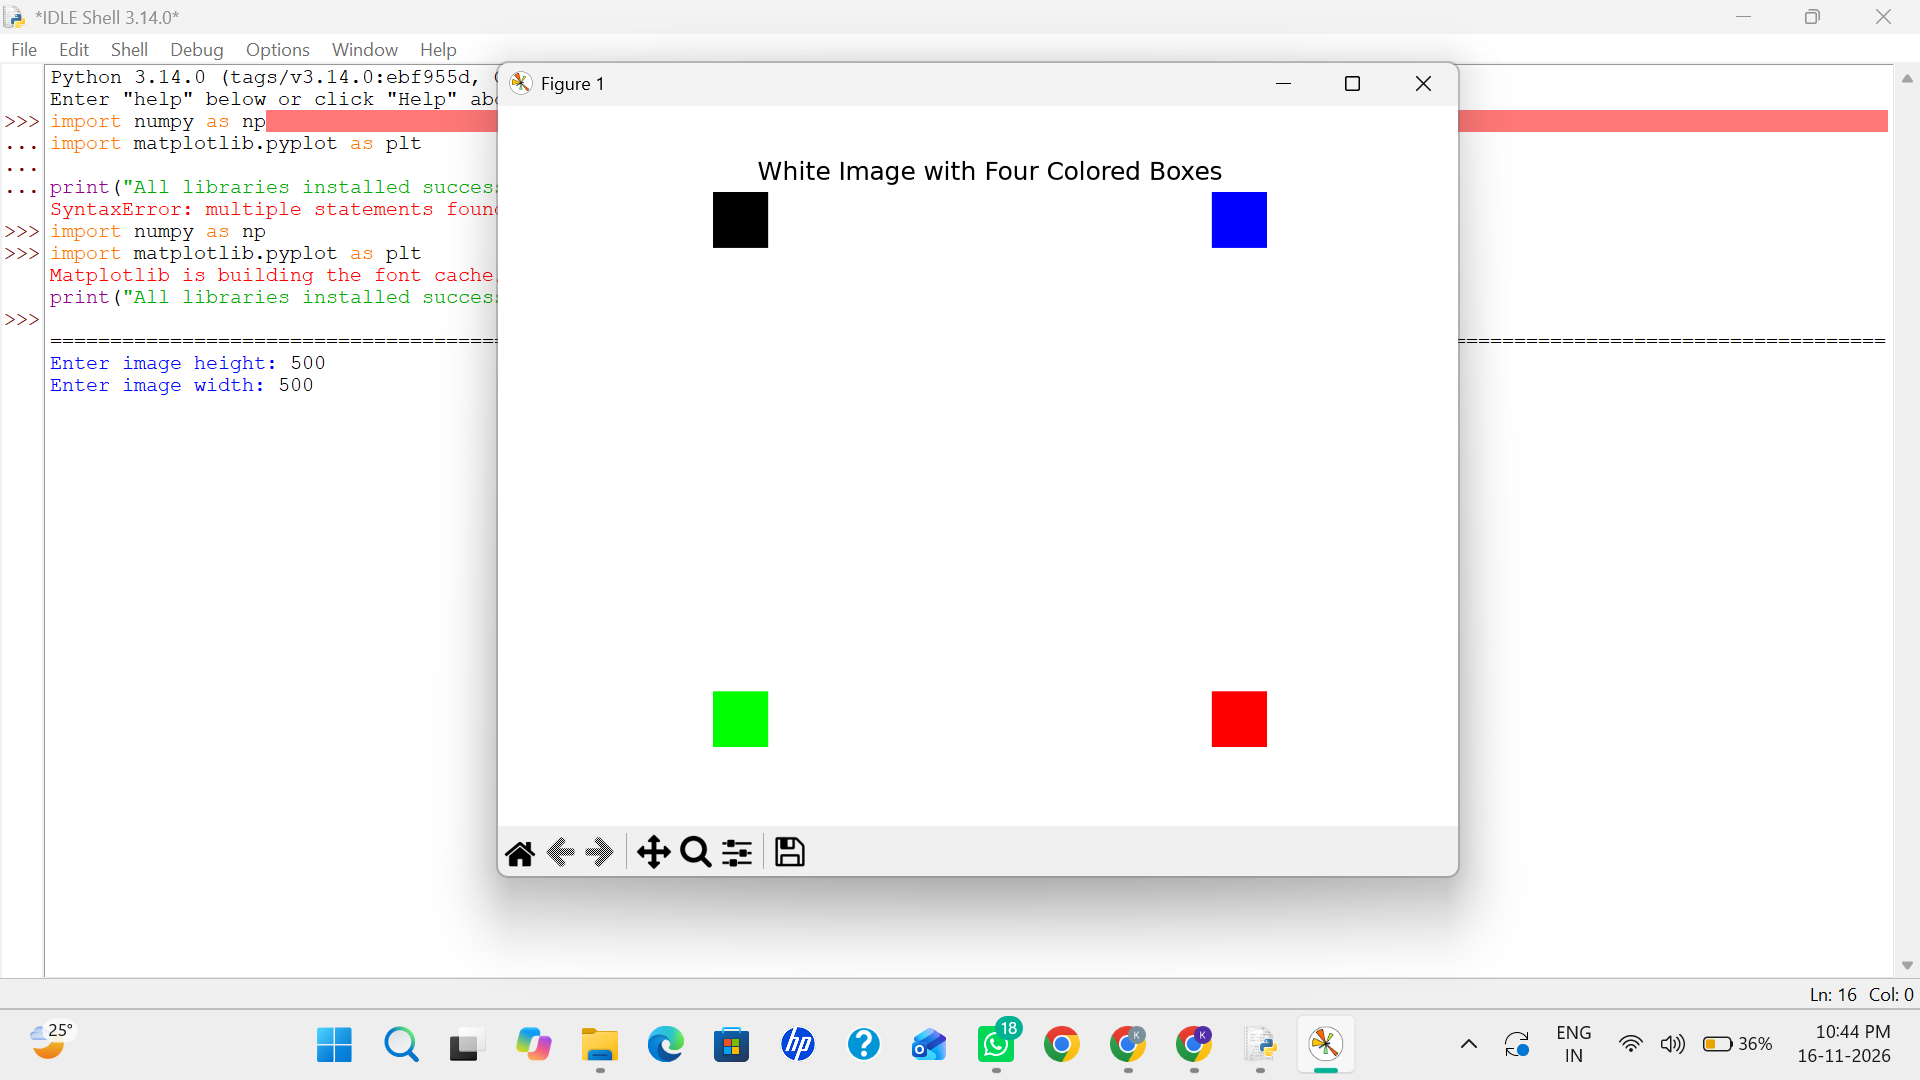 *IDLE Shell 3.14.0*
File Edit Shell Debug Options Window Help
Python 3.14.0 (tags/v3.14.0:ebf955d,
Enter "help" below or click "Help"
>>> import numpy as np
... import matplotlib.pyplot as plt
...
... print("All libraries installed
SyntaxError: multiple statements
>>> import numpy as np
>>> import matplotlib.pyplot as plt
Matplotlib is building the font cache
print("All libraries installed
>>>
Enter image height: 500
Enter image width: 500
Figure 1
White Image with Four Colored Boxes
Ln: 16 Col: 0
25°
hp
18
K
K
ENG
IN
36%
10:44 PM
16-11-2026